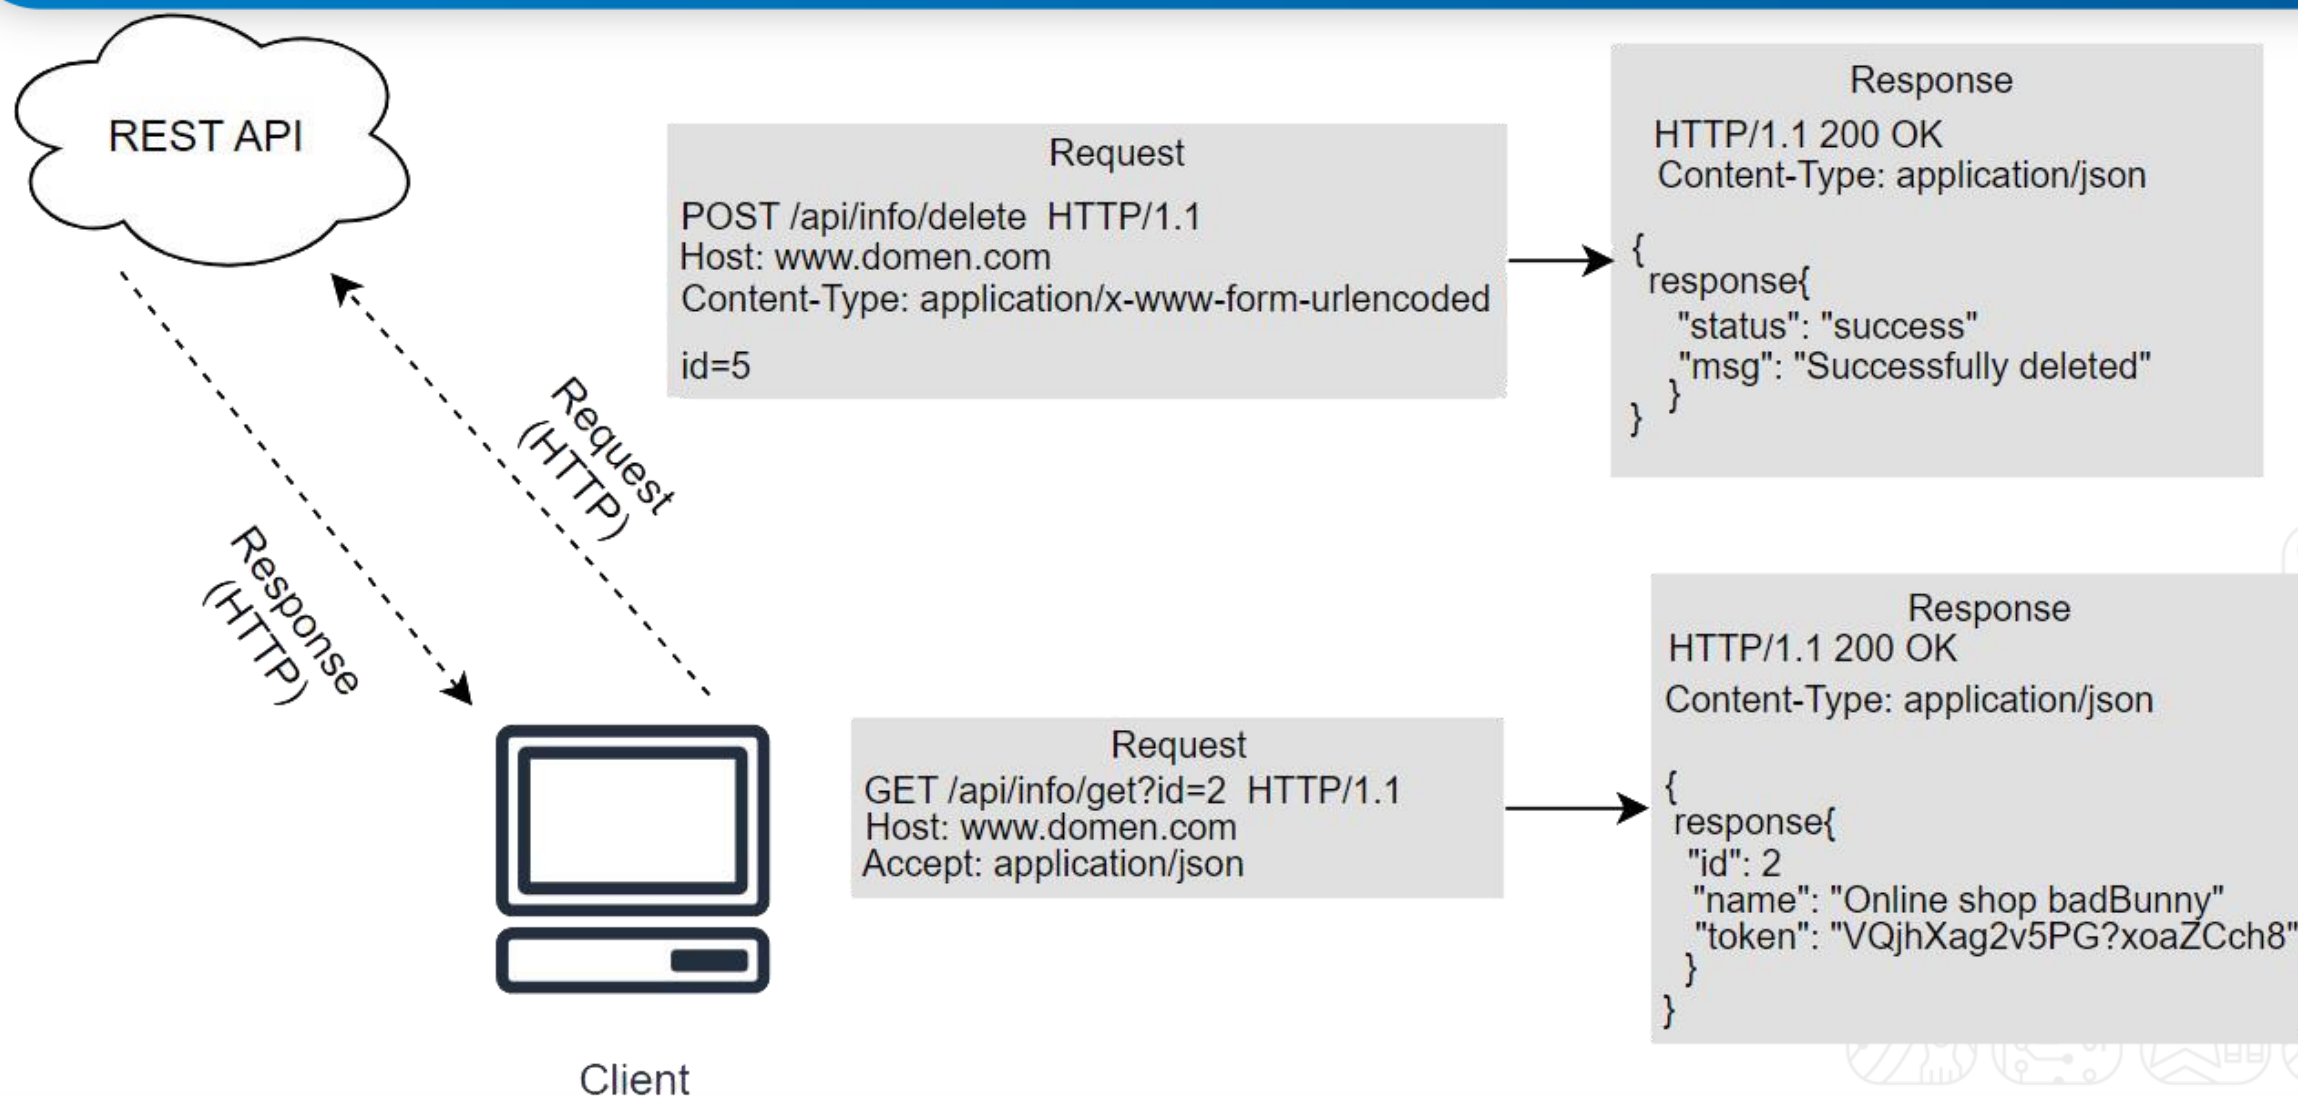 REST API
Response
(HTTP)
Request
(HTTP)
Client
Request
POST /api/info/delete  HTTP/1.1
Host: www.domen.com
Content-Type: application/x-www-form-urlencoded
id=5
Response
HTTP/1.1 200 OK
Content-Type: application/json
{
response{
"status": "success"
"msg": "Successfully deleted"
}
}
Request
GET /api/info/get?id=2  HTTP/1.1
Host: www.domen.com
Accept: application/json
Response
HTTP/1.1 200 OK
Content-Type: application/json
{
response{
"id": 2
"name": "Online shop badBunny"
"token": "VQjhXag2v5PG?xoaZCch8"
}
}